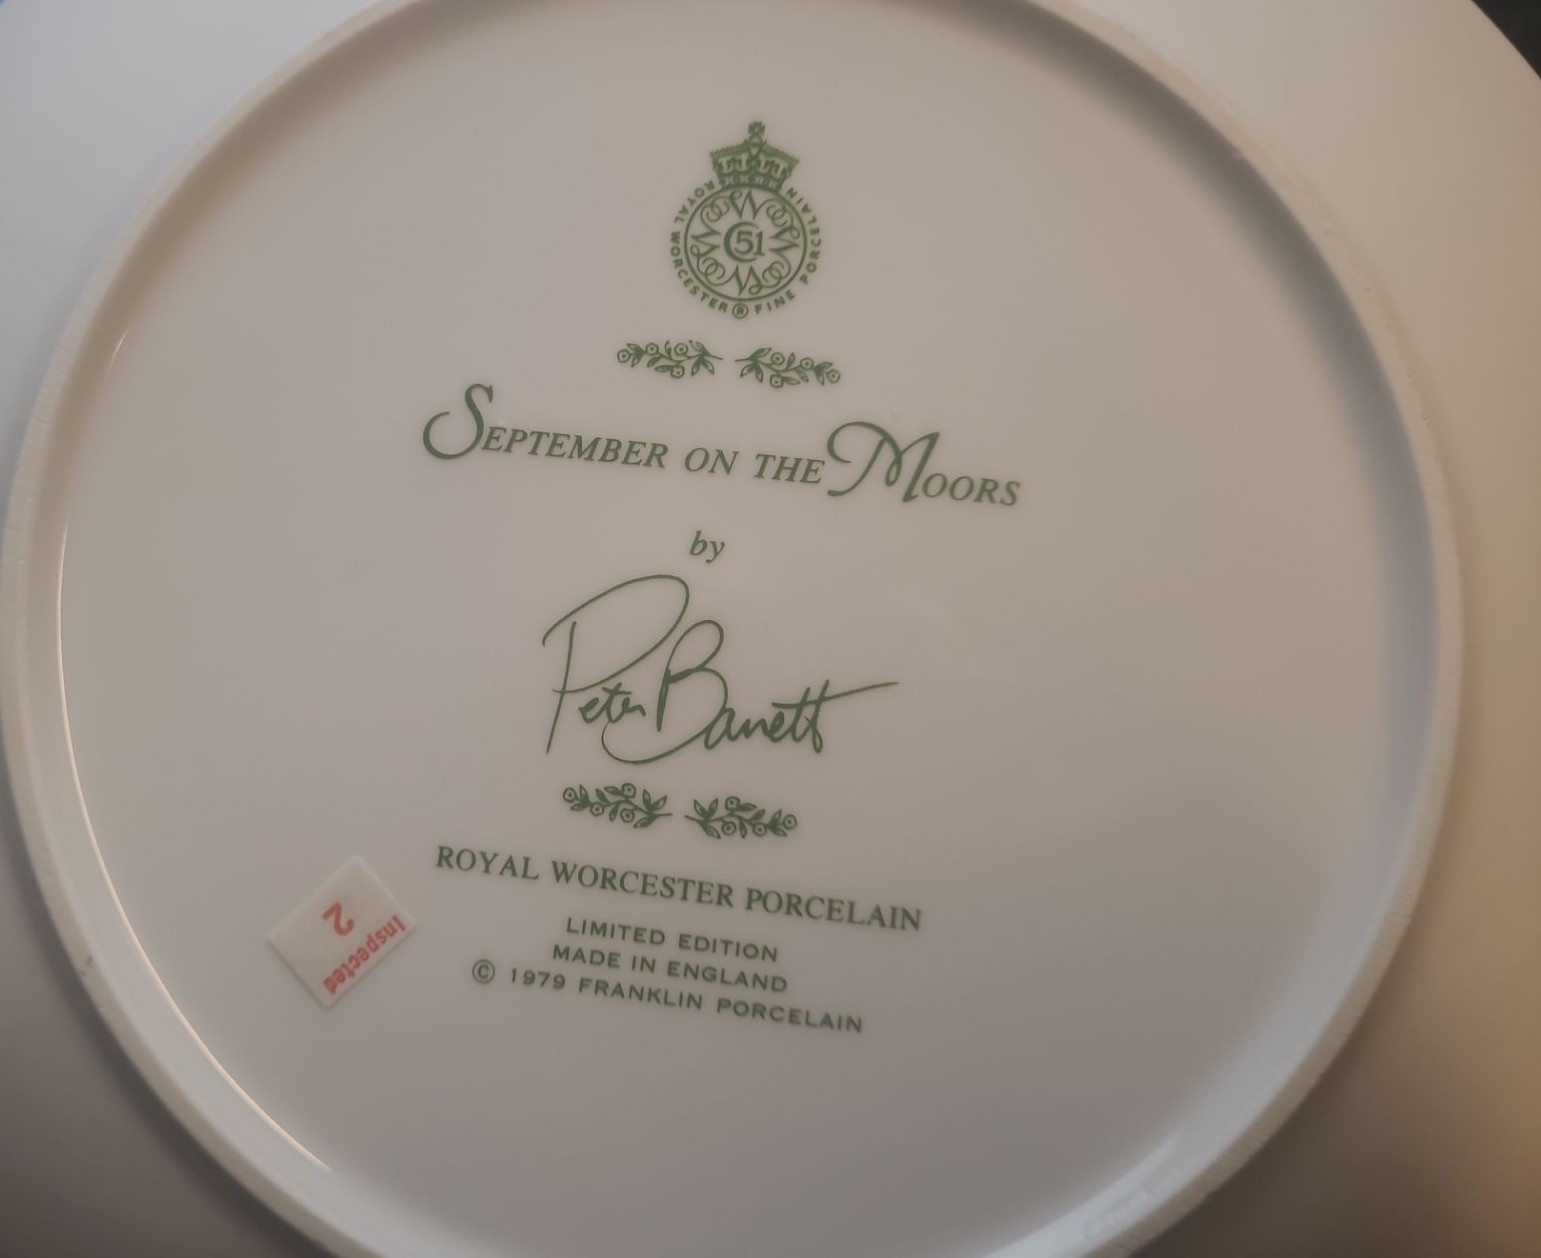 ROYAL WORCESTER ® FINE PORCELAIN
51
SEPTEMBER ON THE MOORS
by
Peter Barrett
ROYAL WORCESTER PORCELAIN
LIMITED EDITION
MADE IN ENGLAND
© 1979 FRANKLIN PORCELAIN
Inspected
2